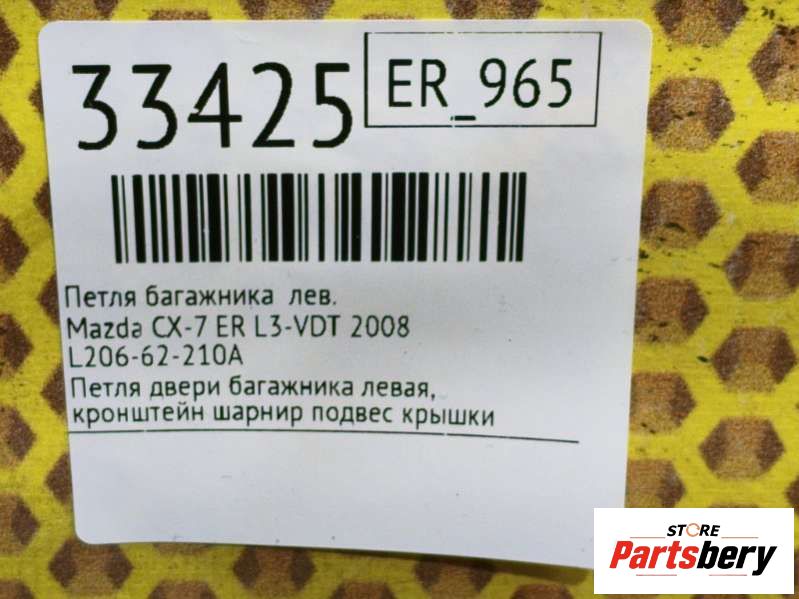 33425
ER_965
Петля багажника лев.
Mazda CX-7 ER L3-VDT 2008
L206-62-210A
Петля двери багажника левая,
кронштейн шарнир подвес крышки
STORE
Partsbery